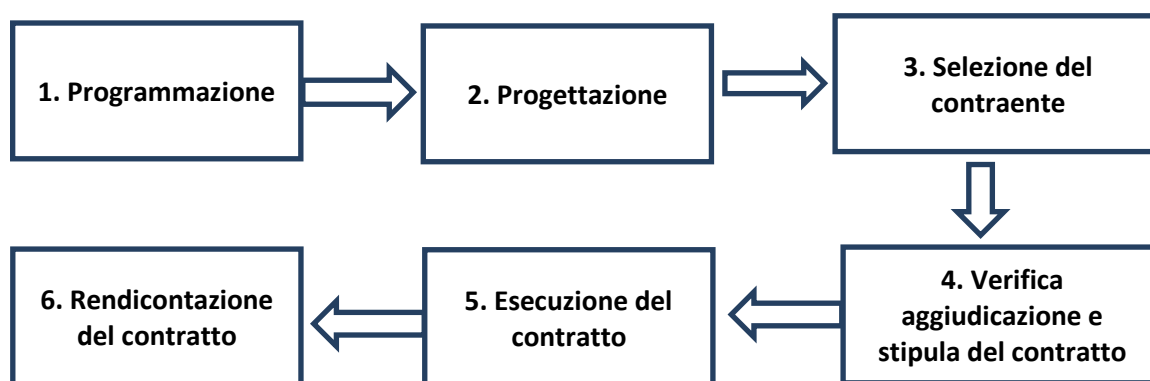 1. Programmazione
2. Progettazione
3. Selezione del
contraente
4. Verifica
aggiudicazione e
stipula del contratto
5. Esecuzione del
contratto
6. Rendicontazione
del contratto